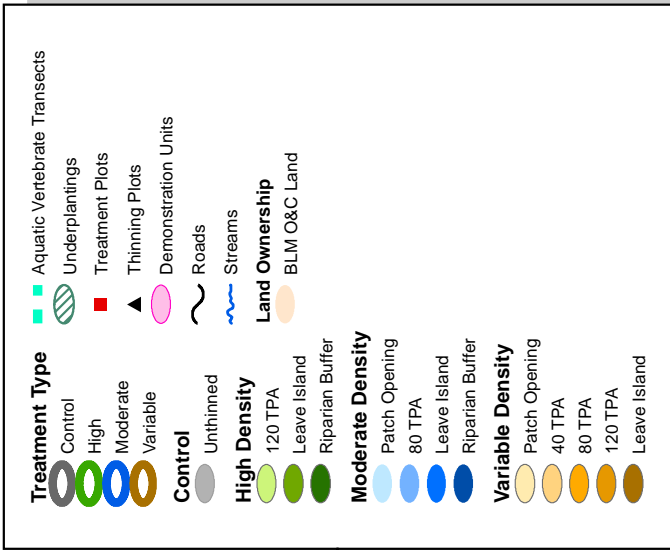 Treatment Type
Control
High
Moderate
Variable
Control
Unthinned
High Density
120 TPA
Leave Island
Riparian Buffer
Moderate Density
Patch Opening
80 TPA
Leave Island
Riparian Buffer
Variable Density
Patch Opening
40 TPA
80 TPA
120 TPA
Leave Island
Aquatic Vertebrate Transects
Underplantings
Treatment Plots
Thinning Plots
Demonstration Units
Roads
Streams
Land Ownership
BLM O&C Land